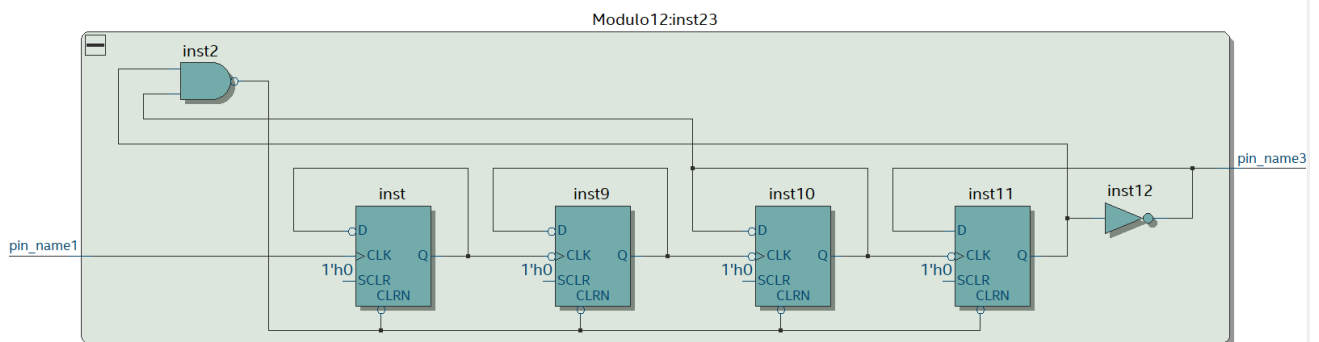 Modulo12:inst23
inst2
pin_name3
inst inst9 inst10 inst11 inst12
D D D D
pin_name1
CLK Q CLK Q CLK Q CLK Q
1'h0 1'h0 1'h0 1'h0
SCLR SCLR SCLR SCLR
CLRN CLRN CLRN CLRN